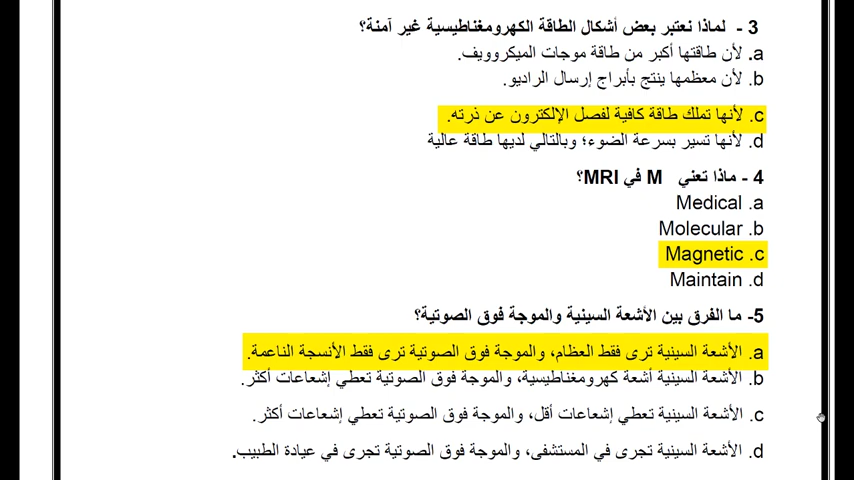 3 - لماذا نعتبر بعض أشكال الطاقة الكهرومغناطيسية غير آمنة؟
a. لأن طاقتها أكبر من طاقة موجات الميكروويف.
b. لأن معظمها ينتج بأبراج إرسال الراديو.
c. لأنها تملك طاقة كافية لفصل الإلكترون عن ذرته.
d. لأنها تسير بسرعة الضوء؛ وبالتالي لديها طاقة عالية
4 - ماذا تعني M في MRI؟
a. Medical
b. Molecular
c. Magnetic
d. Maintain
5- ما الفرق بين الأشعة السينية والموجة فوق الصوتية؟
a. الأشعة السينية ترى فقط العظام، والموجة فوق الصوتية ترى فقط الأنسجة الناعمة.
b. الأشعة السينية أشعة كهرومغناطيسية، والموجة فوق الصوتية تعطي إشعاعات أكثر.
c. الأشعة السينية تعطي إشعاعات أقل، والموجة فوق الصوتية تعطي إشعاعات أكثر.
d. الأشعة السينية تجرى في المستشفى، والموجة فوق الصوتية تجرى في عيادة الطبيب.